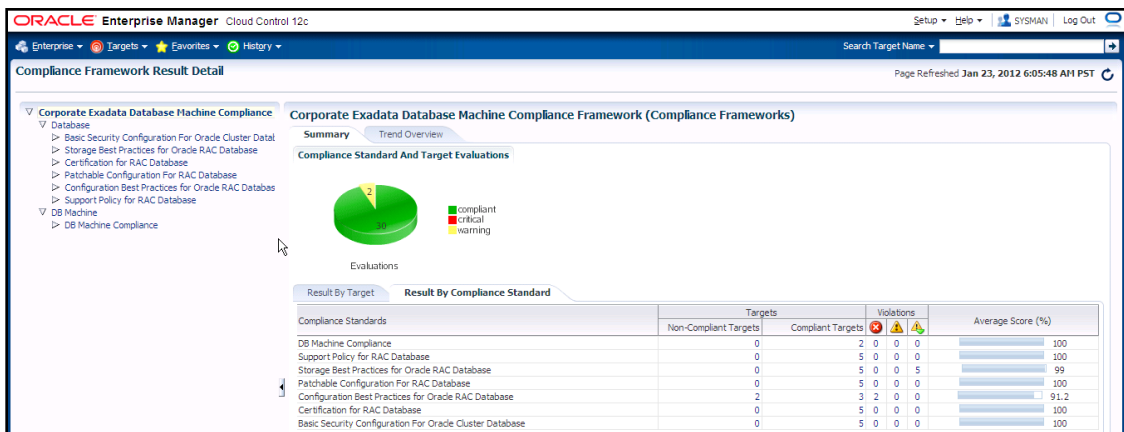 ORACLE Enterprise Manager Cloud Control 12c
Setup Help SYSMAN Log Out
Enterprise Targets Favorites History
Search Target Name
Compliance Framework Result Detail
Page Refreshed Jan 23, 2012 6:05:48 AM PST
Corporate Exadata Database Machine Compliance
Database
Basic Security Configuration For Oracle Cluster Datal
Storage Best Practices for Oracle RAC Database
Certification for RAC Database
Patchable Configuration For RAC Database
Configuration Best Practices for Oracle RAC Databas
Support Policy for RAC Database
DB Machine
DB Machine Compliance
Corporate Exadata Database Machine Compliance Framework (Compliance Frameworks)
Summary Trend Overview
Compliance Standard And Target Evaluations
2
30
compliant
critical
warning
Evaluations
Result By Target Result By Compliance Standard
Compliance Standards Targets Violations Average Score (%)
Non-Compliant Targets Compliant Targets
DB Machine Compliance 0 2 0 0 0 100
Support Policy for RAC Database 0 5 0 0 0 100
Storage Best Practices for Oracle RAC Database 0 5 0 0 5 99
Patchable Configuration For RAC Database 0 5 0 0 0 100
Configuration Best Practices for Oracle RAC Database 2 3 2 0 0 91.2
Certification for RAC Database 0 5 0 0 0 100
Basic Security Configuration For Oracle Cluster Database 0 5 0 0 0 100